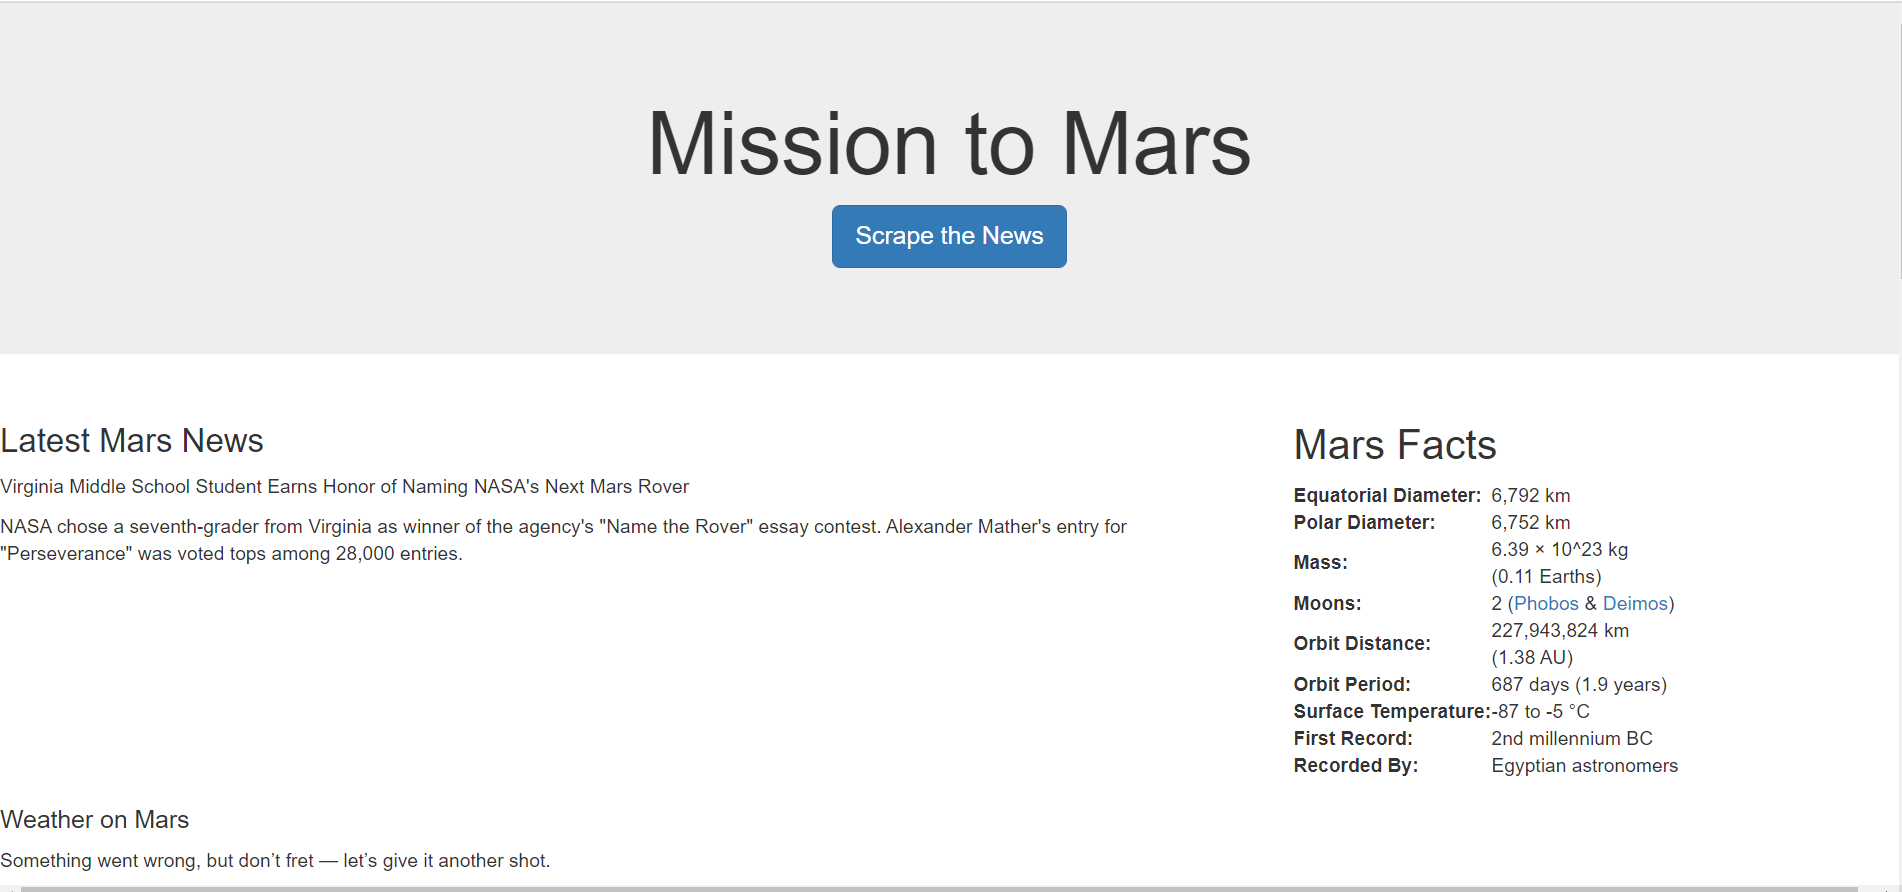 Mission to Mars
Scrape the News
Latest Mars News
Virginia Middle School Student Earns Honor of Naming NASA's Next Mars Rover
NASA chose a seventh-grader from Virginia as winner of the agency's "Name the Rover" essay contest. Alexander Mather's entry for
"Perseverance" was voted tops among 28,000 entries.
Mars Facts
Equatorial Diameter: 6,792 km
Polar Diameter: 6,752 km
Mass: 6.39 × 10^23 kg
(0.11 Earths)
Moons: 2 (Phobos & Deimos)
Orbit Distance: 227,943,824 km
(1.38 AU)
Orbit Period: 687 days (1.9 years)
Surface Temperature: -87 to -5 °C
First Record: 2nd millennium BC
Recorded By: Egyptian astronomers
Weather on Mars
Something went wrong, but don’t fret — let’s give it another shot.